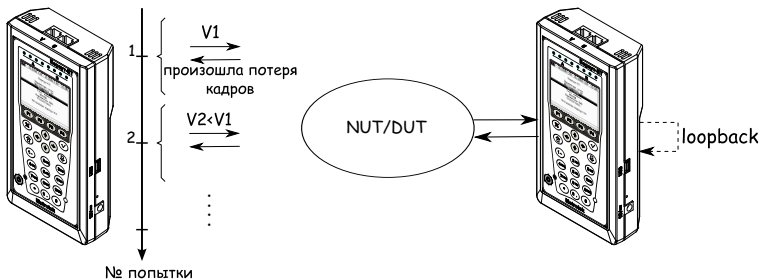 1
V1
произошла потеря
кадров
V2<V1
2
NUT/DUT
loopback
№ попытки